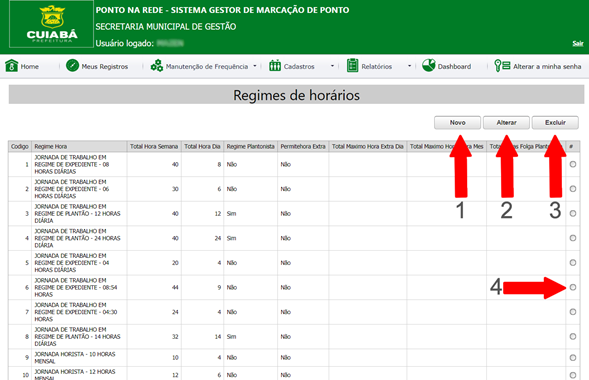 PONTO NA REDE - SISTEMA GESTOR DE MARCAÇÃO DE PONTO
SECRETARIA MUNICIPAL DE GESTÃO
CUIABÁ
PREFEITURA
Usuário logado:
Sair
Home Meus Registros Manutenção de Frequência Cadastros Relatórios Dashboard Alterar a minha senha
Regimes de horários
Novo Alterar Excluir
Codigo Regime Hora Total Hora Semana Total Hora Dia Regime Plantonista Permitehora Extra Total Maximo Hora Extra Dia Total Maximo Mes Total Folga #
JORNADA DE TRABALHO EM
1 REGIME DE EXPEDIENTE - 08 40 8 Não Não
HORAS DIÁRIAS
JORNADA DE TRABALHO EM
2 REGIME DE EXPEDIENTE - 06 30 6 Não Não
HORAS DIÁRIAS
JORNADA DE TRABALHO EM
3 REGIME DE PLANTÃO - 12 HORAS 40 12 Sim Não
DIÁRIA
JORNADA DE TRABALHO EM
4 REGIME DE PLANTÃO - 24 HORAS 40 24 Sim Não
DIÁRIA
JORNADA DE TRABALHO EM
5 REGIME DE EXPEDIENTE - 04 20 4 Não Não
HORAS DIÁRIAS
JORNADA DE TRABALHO EM
6 REGIME DE EXPEDIENTE - 08:54 44 9 Não Não
HORAS
JORNADA DE TRABALHO EM
7 REGIME DE EXPEDIENTE - 04:30 24 4 Não Não
HORAS
JORNADA DE TRABALHO EM
8 REGIME DE PLANTÃO - 14 HORAS 32 14 Sim Não
DIÁRIAS
9 JORNADA HORISTA - 10 HORAS 10 4 Não Não
MENSAL
10 JORNADA HORISTA - 12 HORAS 12 6 Não Não
MENSAL
1 2 3
4